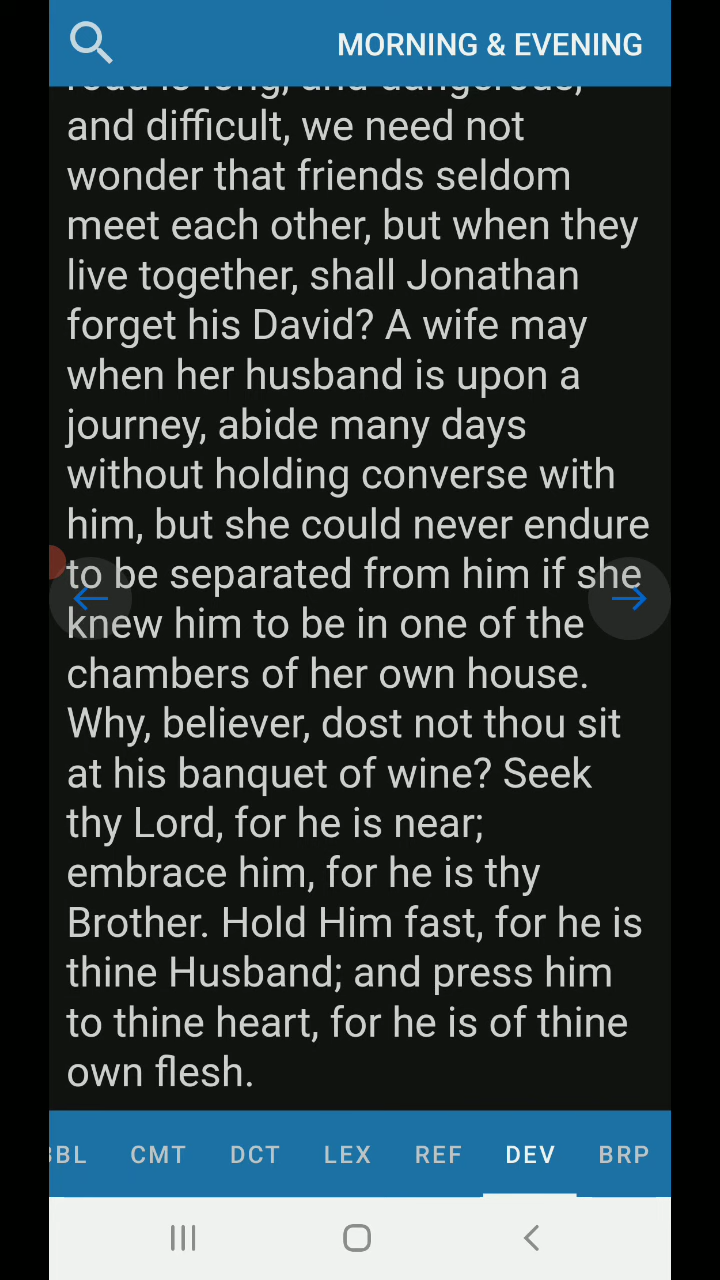 MORNING & EVENING
road is long, and dangerous,
and difficult, we need not
wonder that friends seldom
meet each other, but when they
live together, shall Jonathan
forget his David? A wife may
when her husband is upon a
journey, abide many days
without holding converse with
him, but she could never endure
to be separated from him if she
knew him to be in one of the
chambers of her own house.
Why, believer, dost not thou sit
at his banquet of wine? Seek
thy Lord, for he is near;
embrace him, for he is thy
Brother. Hold Him fast, for he is
thine Husband; and press him
to thine heart, for he is of thine
own flesh.
BBL CMT DCT LEX REF DEV BRP